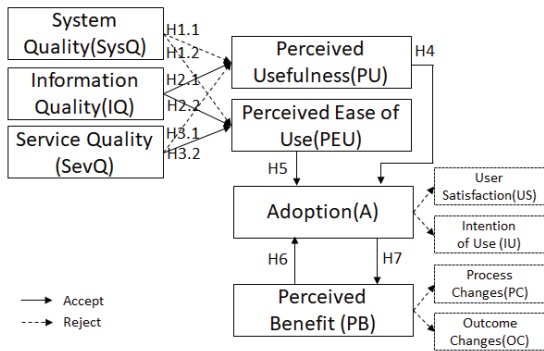 System
Quality(SysQ)
H1.1
H1.2
Information
Quality(IQ)
H2.1
H2.2
Service Quality
(SevQ)
H3.1
H3.2
Perceived
Usefulness(PU)
H4
Perceived Ease of
Use(PEU)
H5
Adoption(A)
User
Satisfaction(US)
Intention
of Use (IU)
H6
H7
Perceived
Benefit (PB)
Process
Changes(PC)
Outcome
Changes(OC)
Accept
Reject